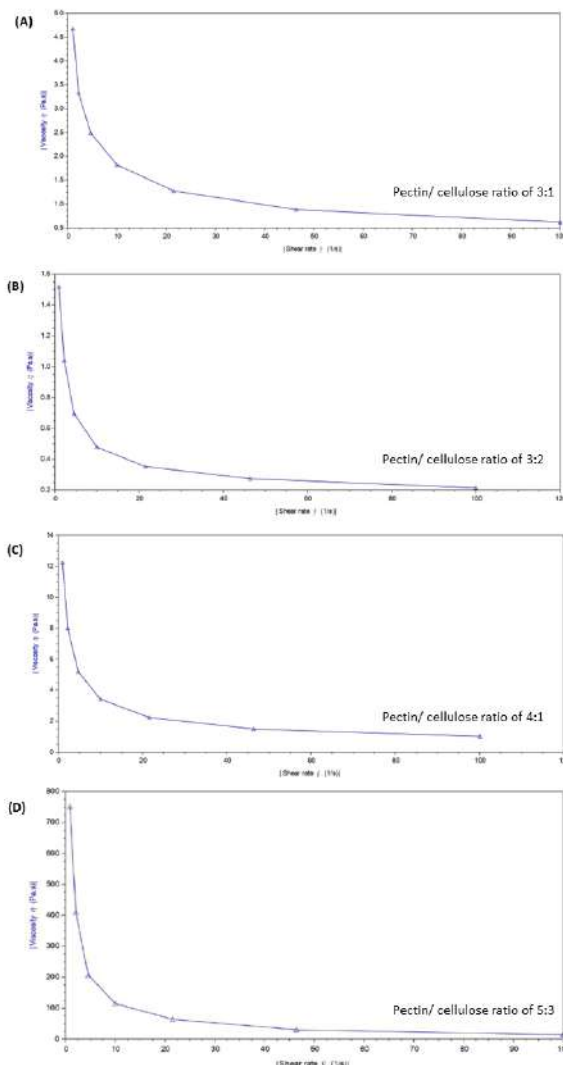 (A)
| Viscosity η (Pa.s)|
5.0
4.5
4.0
3.5
3.0
2.5
2.0
1.5
1.0
0.5
Pectin/ cellulose ratio of 3:1
0 10 20 30 40 50 60 70 80 90
| Shear rate (1/s)|
(B)
| Viscosity η (Pa.s)|
1.6
1.4
1.2
1.0
0.8
0.6
0.4
0.2
Pectin/ cellulose ratio of 3:2
0 20 40 60 80 100
| Shear rate (1/s)|
(C)
| Viscosity η (Pa.s)|
14
12
10
8
6
4
2
0
Pectin/ cellulose ratio of 4:1
0 20 40 60 80 100
| Shear rate (1/s)|
(D)
| Viscosity η (Pa.s)|
800
700
600
500
400
300
200
100
0
Pectin/ cellulose ratio of 5:3
0 10 20 30 40 50 60 70 80 90
| Shear rate (1/s)|